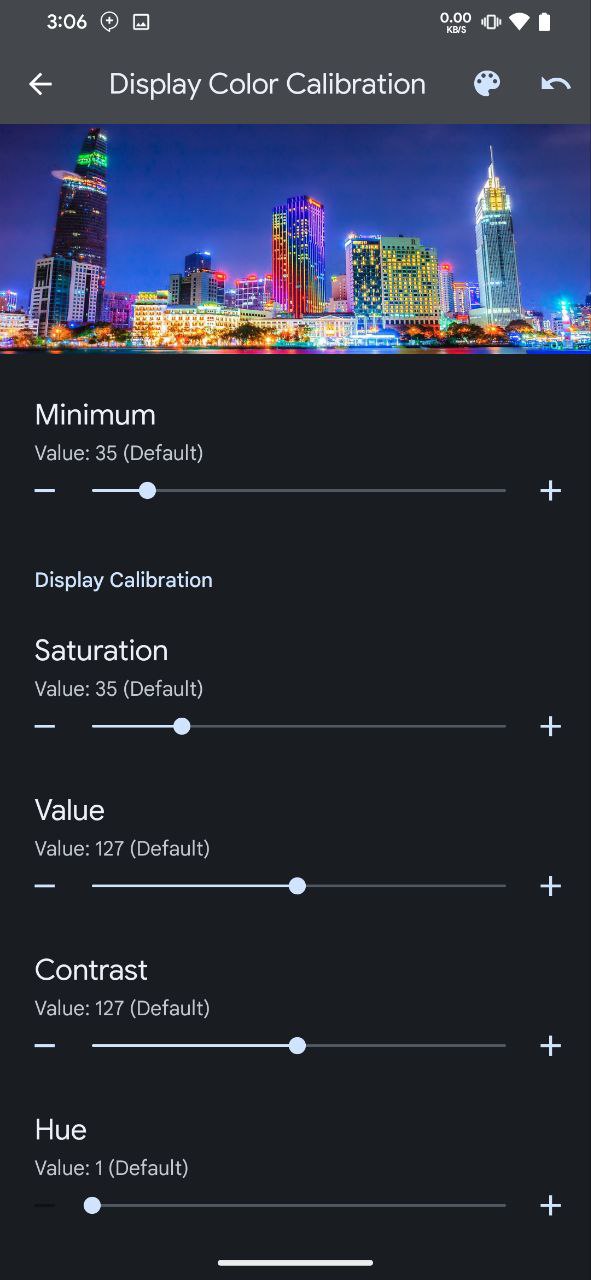 3:06
0.00
KB/S
Display Color Calibration
Minimum
Value: 35 (Default)
Display Calibration
Saturation
Value: 35 (Default)
Value
Value: 127 (Default)
Contrast
Value: 127 (Default)
Hue
Value: 1 (Default)